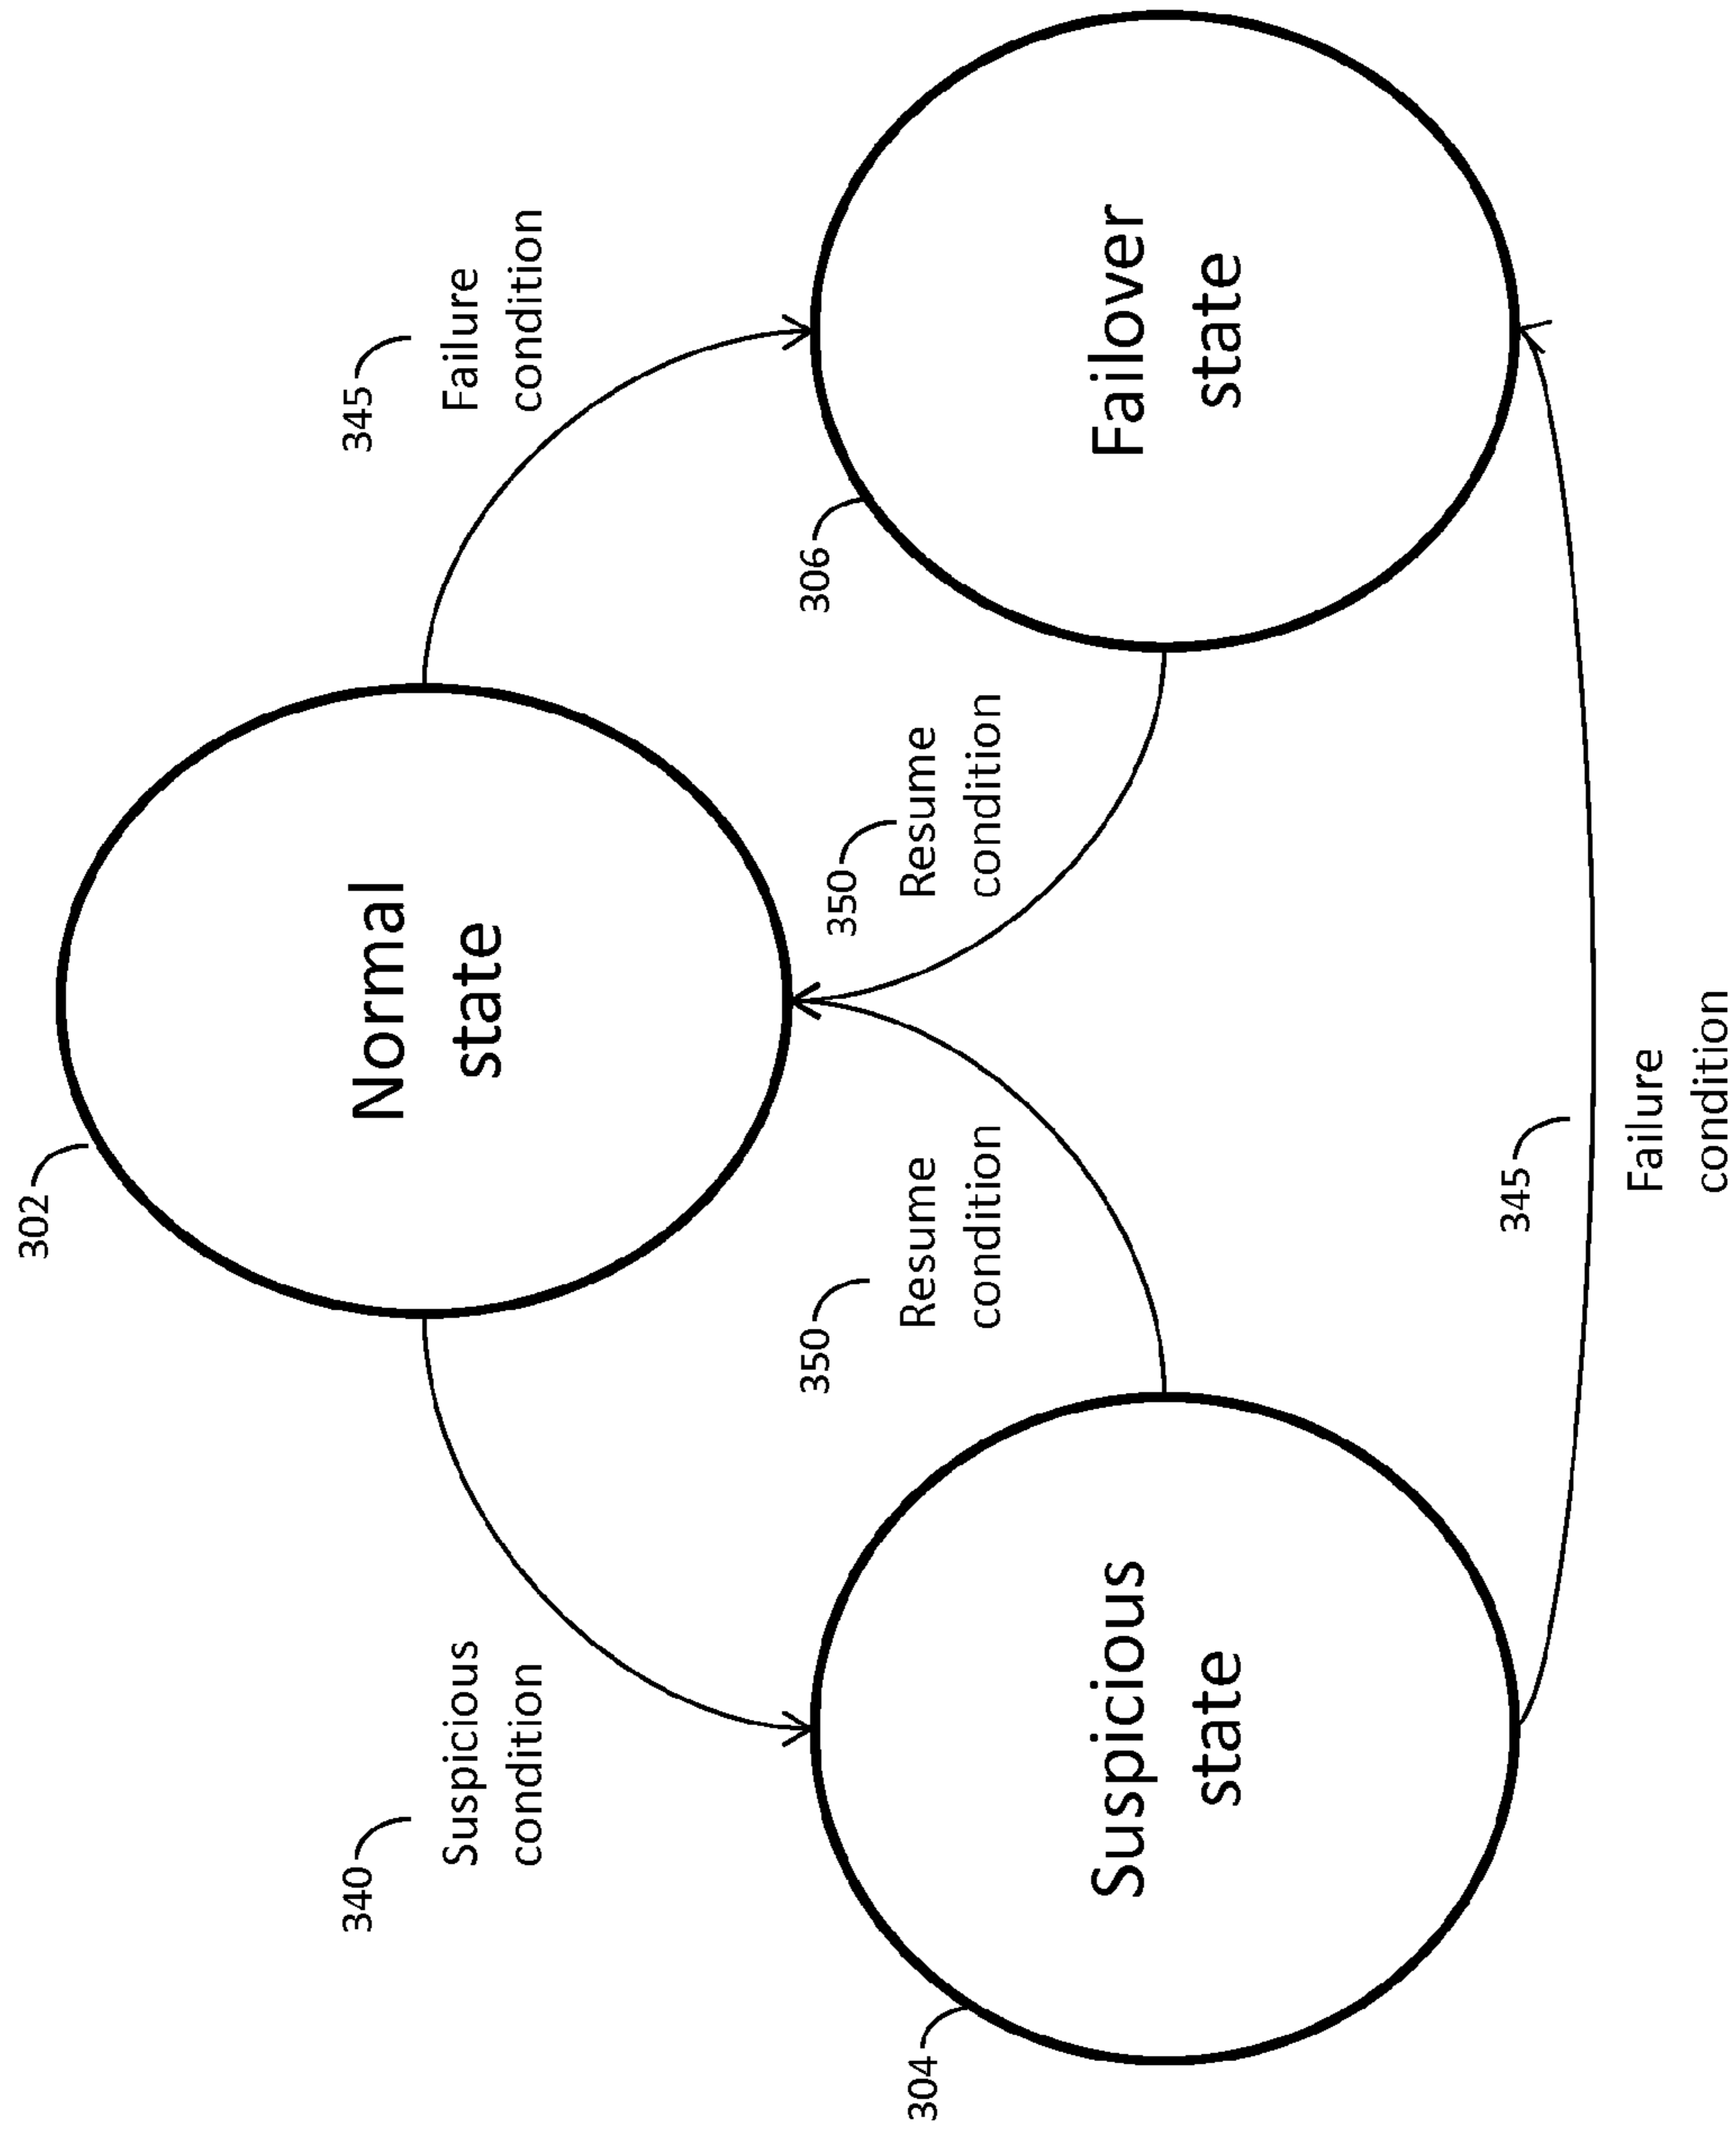 302
Normal
state
340
Suspicious
condition
345
Failure
condition
350
Resume
condition
350
Resume
condition
304
Suspicious
state
306
Failover
state
345
Failure
condition